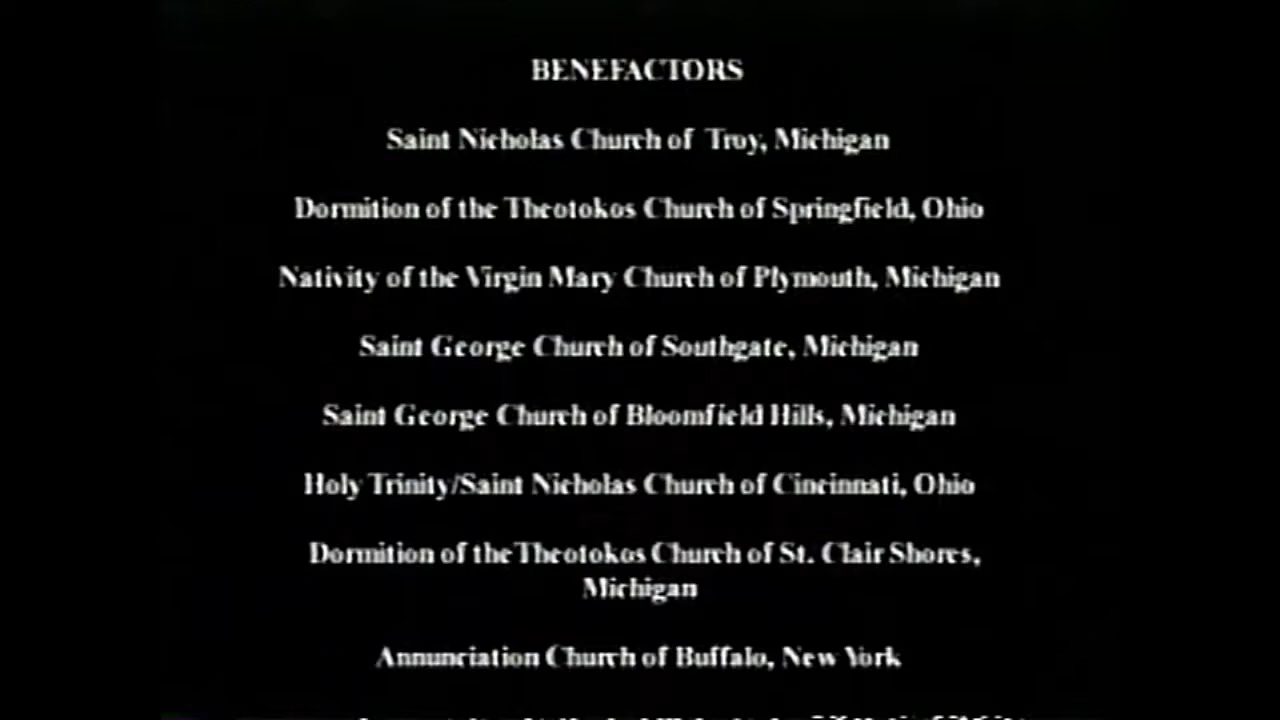 BENEFACTORS
Saint Nicholas Church of Troy, Michigan
Dormition of the Theotokos Church of Springfield, Ohio
Nativity of the Virgin Mary Church of Plymouth, Michigan
Saint George Church of Southgate, Michigan
Saint George Church of Bloomfield Hills, Michigan
Holy Trinity/Saint Nicholas Church of Cincinnati, Ohio
Dormition of the Theotokos Church of St. Clair Shores,
Michigan
Annunciation Church of Buffalo, New York